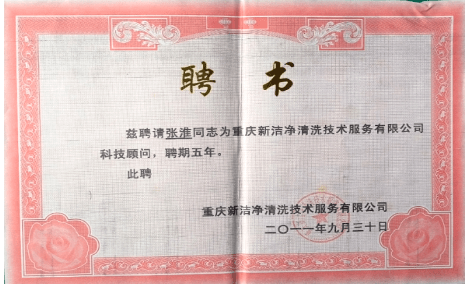 聘书
兹聘请张淮同志为重庆新洁净清洗技术服务有限公司
科技顾问，聘期五年。
此聘
重庆新洁净清洗技术服务有限公司
二〇一一年九月三十日